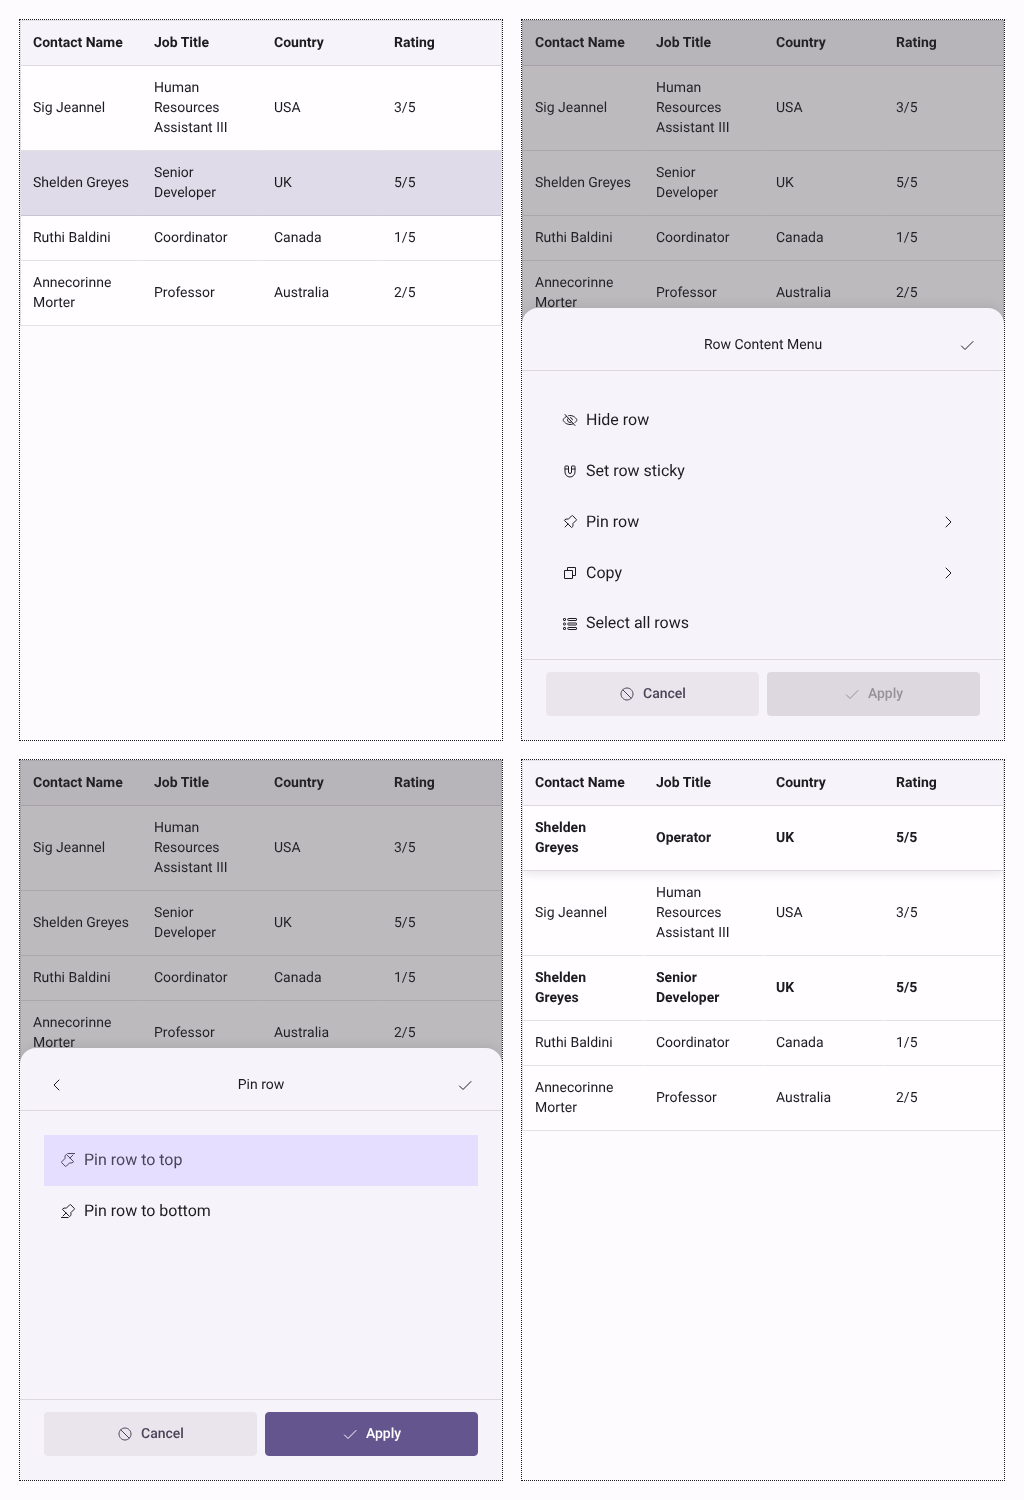 Contact Name Job Title Country Rating
Sig Jeannel Human Resources Assistant III USA 3/5
Shelden Greyes Senior Developer UK 5/5
Ruthi Baldini Coordinator Canada 1/5
Annecorinne Morter Professor Australia 2/5
Contact Name Job Title Country Rating
Sig Jeannel Human Resources Assistant III USA 3/5
Shelden Greyes Senior Developer UK 5/5
Ruthi Baldini Coordinator Canada 1/5
Annecorinne Morter Professor Australia 2/5
Row Content Menu
Hide row
Set row sticky
Pin row
Copy
Select all rows
Cancel Apply
Contact Name Job Title Country Rating
Sig Jeannel Human Resources Assistant III USA 3/5
Shelden Greyes Senior Developer UK 5/5
Ruthi Baldini Coordinator Canada 1/5
Annecorinne Morter Professor Australia 2/5
Pin row
Pin row to top
Pin row to bottom
Cancel Apply
Contact Name Job Title Country Rating
Shelden Greyes Operator UK 5/5
Sig Jeannel Human Resources Assistant III USA 3/5
Shelden Greyes Senior Developer UK 5/5
Ruthi Baldini Coordinator Canada 1/5
Annecorinne Morter Professor Australia 2/5